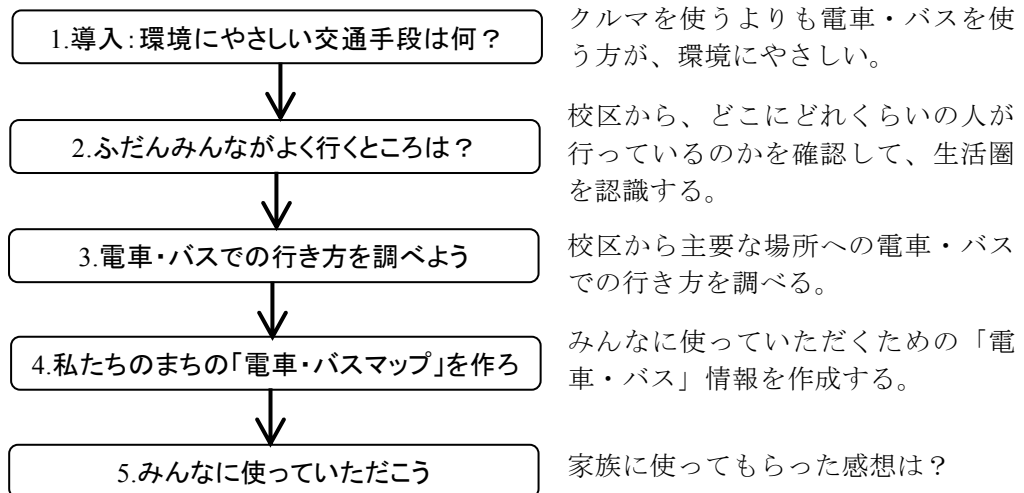 1.導入:環境にやさしい交通手段は何？
クルマを使うよりも電車・バスを使
う方が、環境にやさしい。
2.ふだんみんながよく行くところは？
校区から、どこにどれくらいの人が
行っているのかを確認して、生活圏
を認識する。
3.電車・バスでの行き方を調べよう
校区から主要な場所への電車・バス
での行き方を調べる。
4.私たちのまちの「電車・バスマップ」を作ろ
みんなに使っていただくための「電
車・バス」情報を作成する。
5.みんなに使っていただこう
家族に使ってもらった感想は？